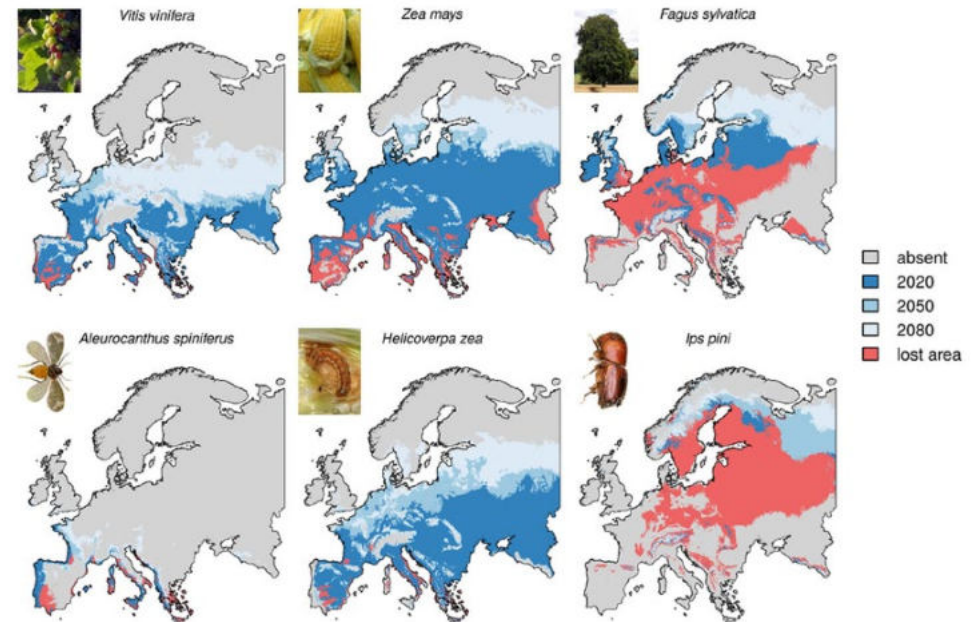 Vitis vinifera
Zea mays
Fagus sylvatica
absent
2020
2050
2080
lost area
Aleurocanthus spiniferus
Helicoverpa zea
Ips pini